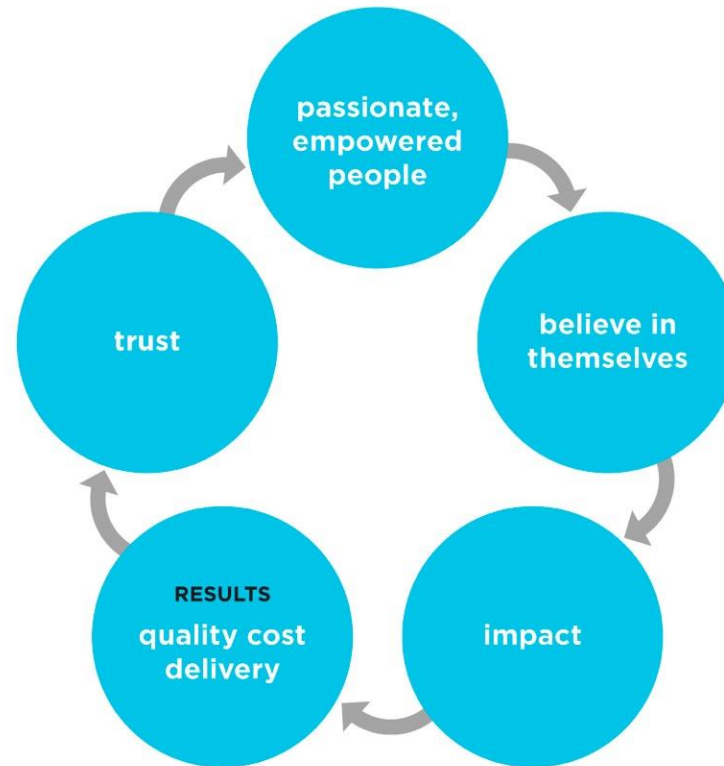 passionate,
empowered
people
believe in
themselves
impact
RESULTS
quality cost
delivery
trust